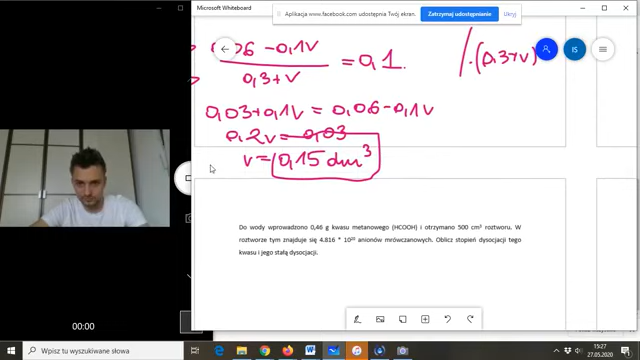 Microsoft Whiteboard
Aplikacja www.facebook.com udostępnia Twój ekran.
Zatrzymaj udostępnianie
Ukryj
0,06 - 0,1v
0,3+v
= 0,1
/·(0,3+v)
IS
0,03+0,1v = 0,06-0,1v
0,2v = 0,03
v = 0,15 dm³
Do wody wprowadzono 0,46 g kwasu metanowego (HCOOH) i otrzymano 500 cm³ roztworu. W
roztworze tym znajduje się 4.816 * 10²⁰ anionów mrówczanowych. Oblicz stopień dysocjacji tego
kwasu i jego stałą dysocjacji.
00:00
Wpisz tu wyszukiwane słowa
15:27
27.05.2020